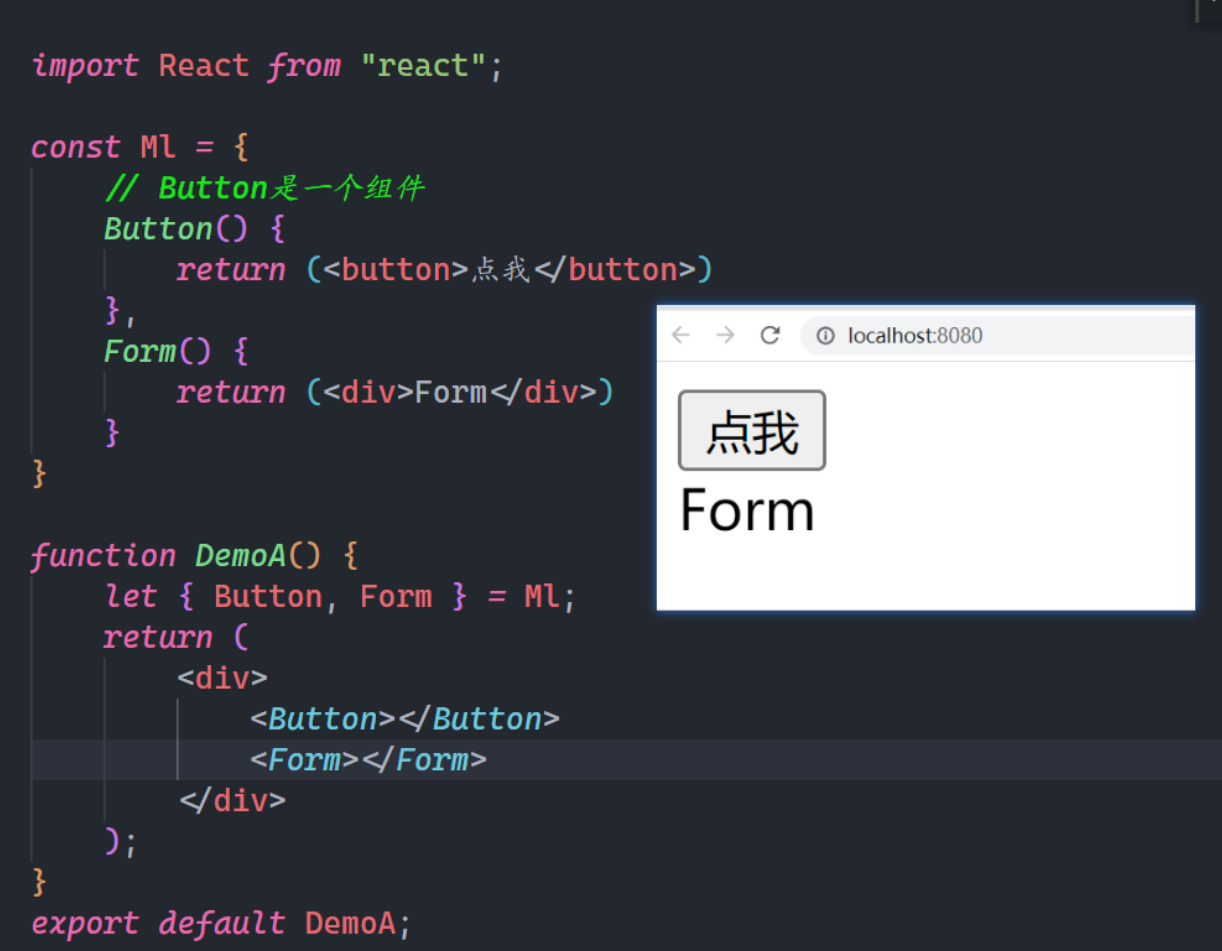 import React from "react";
const Ml = {
// Button是一个组件
Button() {
return (<button>点我</button>)
},
Form() {
return (<div>Form</div>)
}
}
function DemoA() {
let { Button, Form } = Ml;
return (
<div>
<Button></Button>
<Form></Form>
</div>
);
}
export default DemoA;
localhost:8080
点我
Form